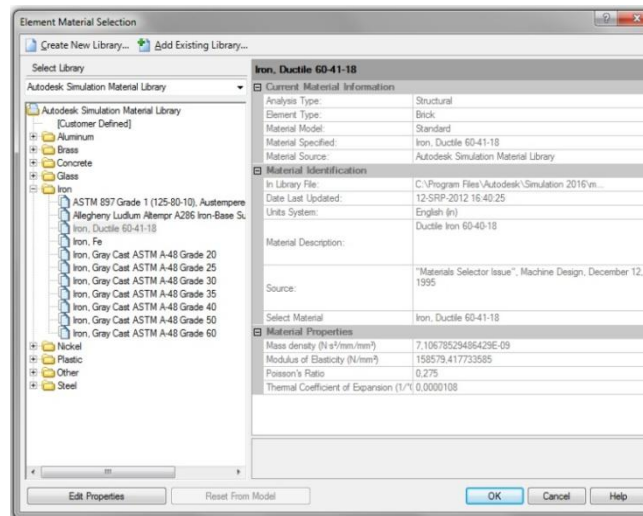 Element Material Selection
Create New Library... Add Existing Library...
Select Library
Autodesk Simulation Material Library
Autodesk Simulation Material Library
[Customer Defined]
Aluminum
Brass
Concrete
Glass
Iron
ASTM 897 Grade 1 (125-80-10), Austempere
Allegheny Ludlum Altempr A286 Iron-Base Su
Iron, Ductile 60-41-18
Iron, Fe
Iron, Gray Cast ASTM A-48 Grade 20
Iron, Gray Cast ASTM A-48 Grade 25
Iron, Gray Cast ASTM A-48 Grade 30
Iron, Gray Cast ASTM A-48 Grade 35
Iron, Gray Cast ASTM A-48 Grade 40
Iron, Gray Cast ASTM A-48 Grade 50
Iron, Gray Cast ASTM A-48 Grade 60
Nickel
Plastic
Other
Steel
Iron, Ductile 60-41-18
Current Material Information
Analysis Type: Structural
Element Type: Brick
Material Model: Standard
Material Specified: Iron, Ductile 60-41-18
Material Source: Autodesk Simulation Material Library
Material Identification
In Library File: C:\Program Files\Autodesk\Simulation 2016\m...
Date Last Updated: 12-SRP-2012 16:40:25
Units System: English (in)
Material Description: Ductile Iron 60-40-18
Source: "Materials Selector Issue", Machine Design, December 12,
1995
Select Material Iron, Ductile 60-41-18
Material Properties
Mass density (N·s²/mm/mm³) 7,10678529486429E-09
Modulus of Elasticity (N/mm²) 158579,417733585
Poisson's Ratio 0,275
Thermal Coefficient of Expansion (1/° 0,0000108
Edit Properties Reset From Model OK Cancel Help